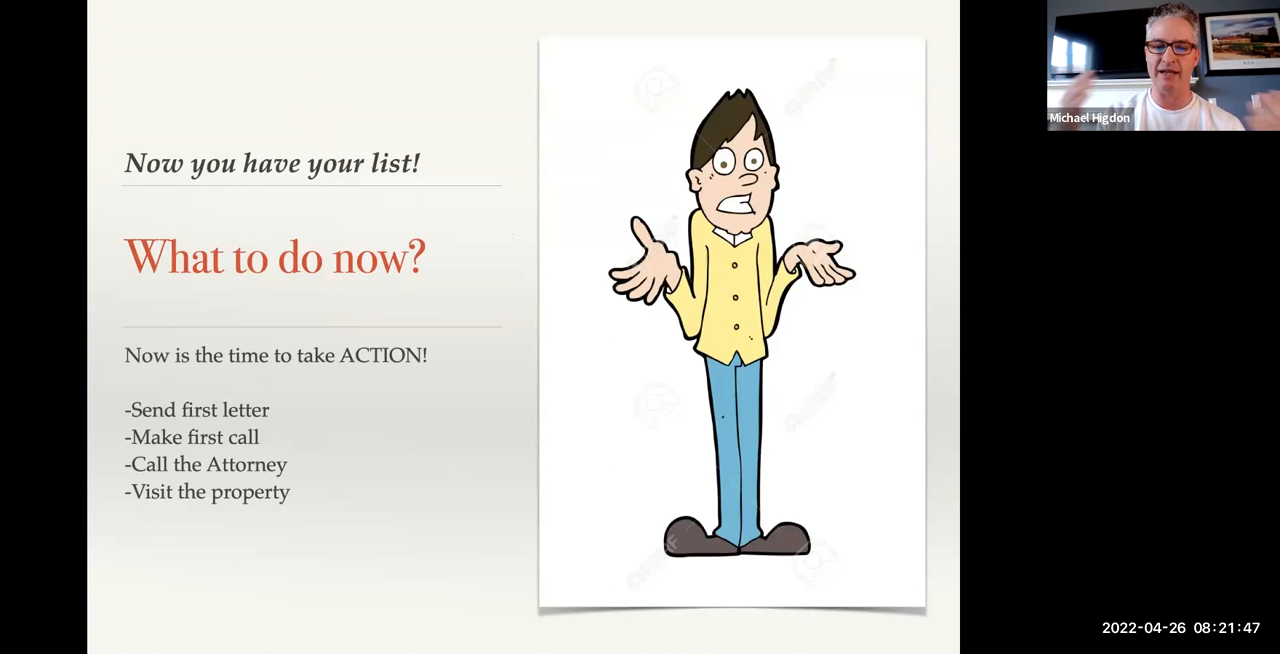 Now you have your list!
What to do now?
Now is the time to take ACTION!
-Send first letter
-Make first call
-Call the Attorney
-Visit the property
Michael Higdon
2022-04-26 08:21:47